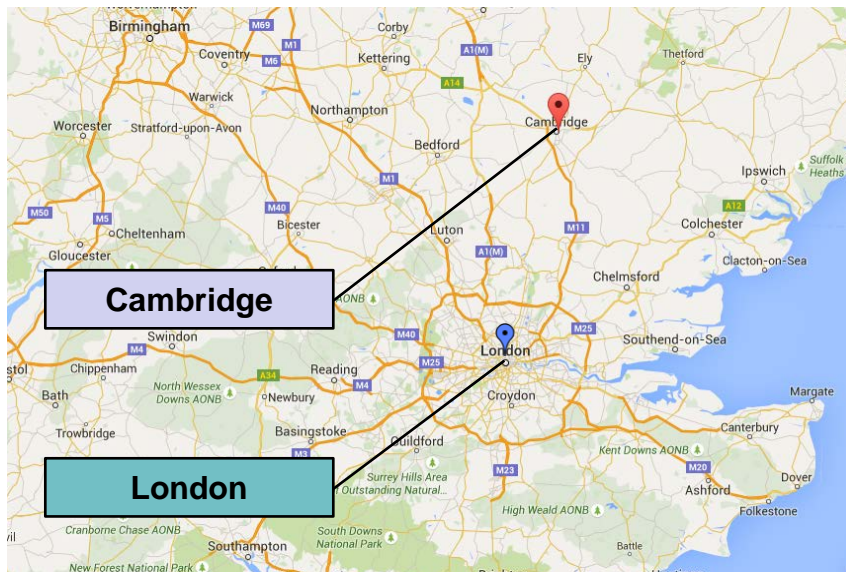 Birmingham
M69
M1
Corby
Coventry
M6
Kettering
A1(M)
Ely
Thetford
A14
Warwick
Worcester
Stratford-upon-Avon
Northampton
Cambridge
Bedford
Ipswich
Suffolk
Heaths
M1
M50
M5
M40
Bicester
Cheltenham
Luton
A1(M)
M11
A12
Colchester
Gloucester
Clacton-on-Sea
Chelmsford
Cambridge
AONB
M40
M25
Southend-on-Sea
Swindon
M4
London
M25
Chippenham
A34
Reading
M4
Bath
North Wessex
Downs AONB
Newbury
Croydon
Margate
Trowbridge
Basingstoke
M3
Guildford
Canterbury
Kent Downs AONB
London
Surrey Hills Area
f Outstanding Natural...
M23
M20
Ashford
Dover
Folkestone
High Weald AONB
Cranborne Chase AONB
South Downs
National Park
Southampton
Battle
New Forest National Park